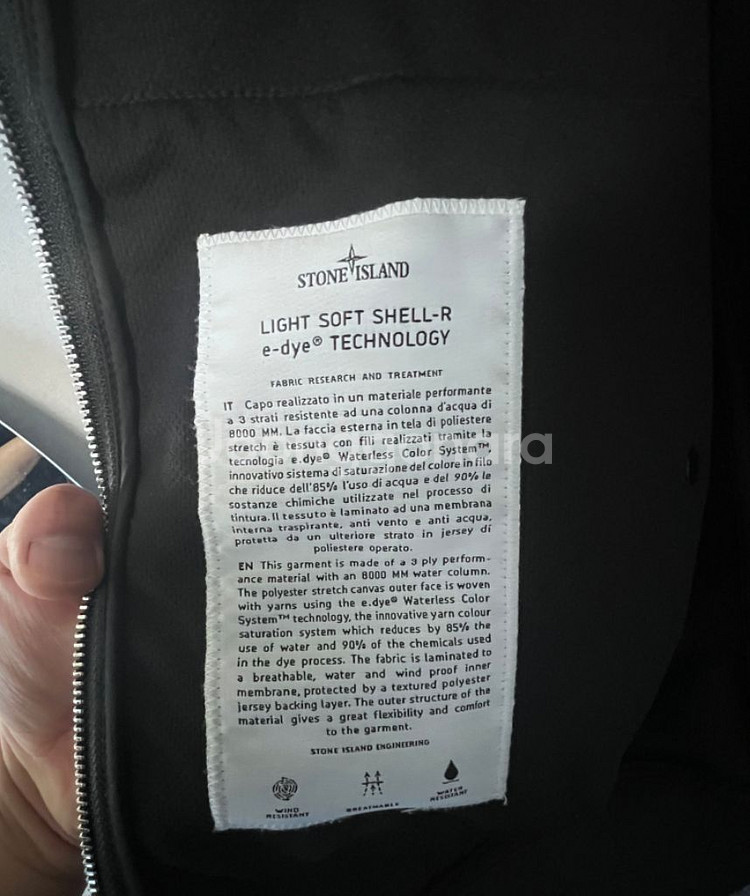 STONE ISLAND
LIGHT SOFT SHELL-R
e-dye® TECHNOLOGY
FABRIC RESEARCH AND TREATMENT
IT Capo realizzato in un materiale performante
a 3 strati resistente ad una colonna d'acqua di
8000 MM. La faccia esterna in tela di poliestere
stretch è tessuta con fili realizzati tramite la
tecnologia e.dye® Waterless Color System™,
innovativo sistema di saturazione del colore in filo
che riduce dell'85% l'uso di acqua e del 90% le
sostanze chimiche utilizzate nel processo di
tintura. Il tessuto è laminato ad una membrana
interna traspirante, anti vento e anti acqua,
protetta da un ulteriore strato in jersey di
poliestere operato.
EN This garment is made of a 3 ply perform-
ance material with an 8000 MM water column.
The polyester stretch canvas outer face is woven
with yarns using the e.dye® Waterless Color
System™ technology, the innovative yarn colour
saturation system which reduces by 85% the
use of water and 90% of the chemicals used
in the dye process. The fabric is laminated to
a breathable, water and wind proof inner
membrane, protected by a textured polyester
jersey backing layer. The outer structure of the
material gives a great flexibility and comfort
to the garment.
STONE ISLAND ENGINEERING
WIND
RESISTANT
BREATHABLE
WATER
RESISTANT